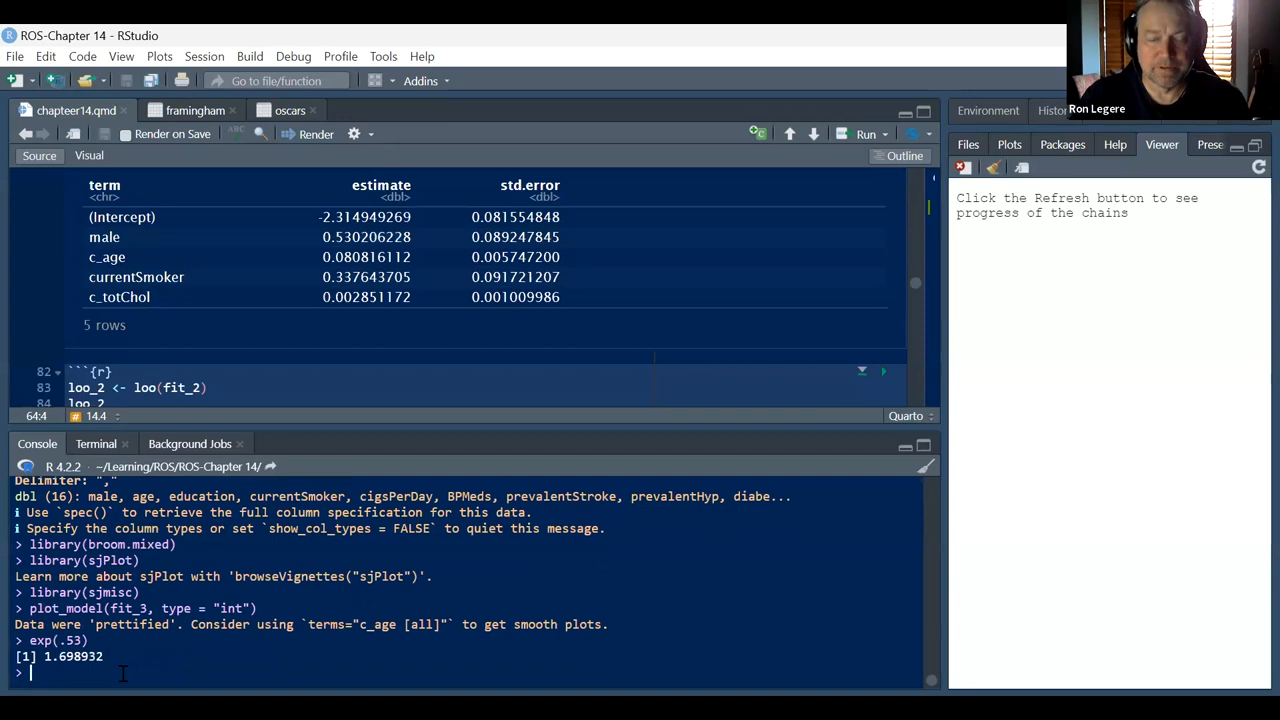 ROS-Chapter 14 - RStudio
File Edit Code View Plots Session Build Debug Profile Tools Help
Go to file/function Addins
Ron Legere
chapteer14.qmd framingham oscars
Render on Save ABC Render Run
Source Visual Outline
term estimate std.error
<chr> <dbl> <dbl>
(Intercept) -2.314949269 0.081554848
male 0.530206228 0.089247845
c_age 0.080816112 0.005747200
currentSmoker 0.337643705 0.091721207
c_totChol 0.002851172 0.001009986
5 rows
82 ```{r}
83 loo_2 <- loo(fit_2)
84 loo_2
64:4 # 14.4 Quarto
Console Terminal Background Jobs
R 4.2.2 · ~/Learning/ROS/ROS-Chapter 14/
Delimiter: ","
dbl (16): male, age, education, currentSmoker, cigsPerDay, BPMeds, prevalentStroke, prevalentHyp, diabe...
i Use `spec()` to retrieve the full column specification for this data.
i Specify the column types or set `show_col_types = FALSE` to quiet this message.
> library(broom.mixed)
> library(sjPlot)
Learn more about sjPlot with 'browseVignettes("sjPlot")'.
> library(sjmisc)
> plot_model(fit_3, type = "int")
Data were 'prettified'. Consider using `terms="c_age [all]"` to get smooth plots.
> exp(.53)
[1] 1.698932
>
Environment Histo
Files Plots Packages Help Viewer Prese
Click the Refresh button to see
progress of the chains